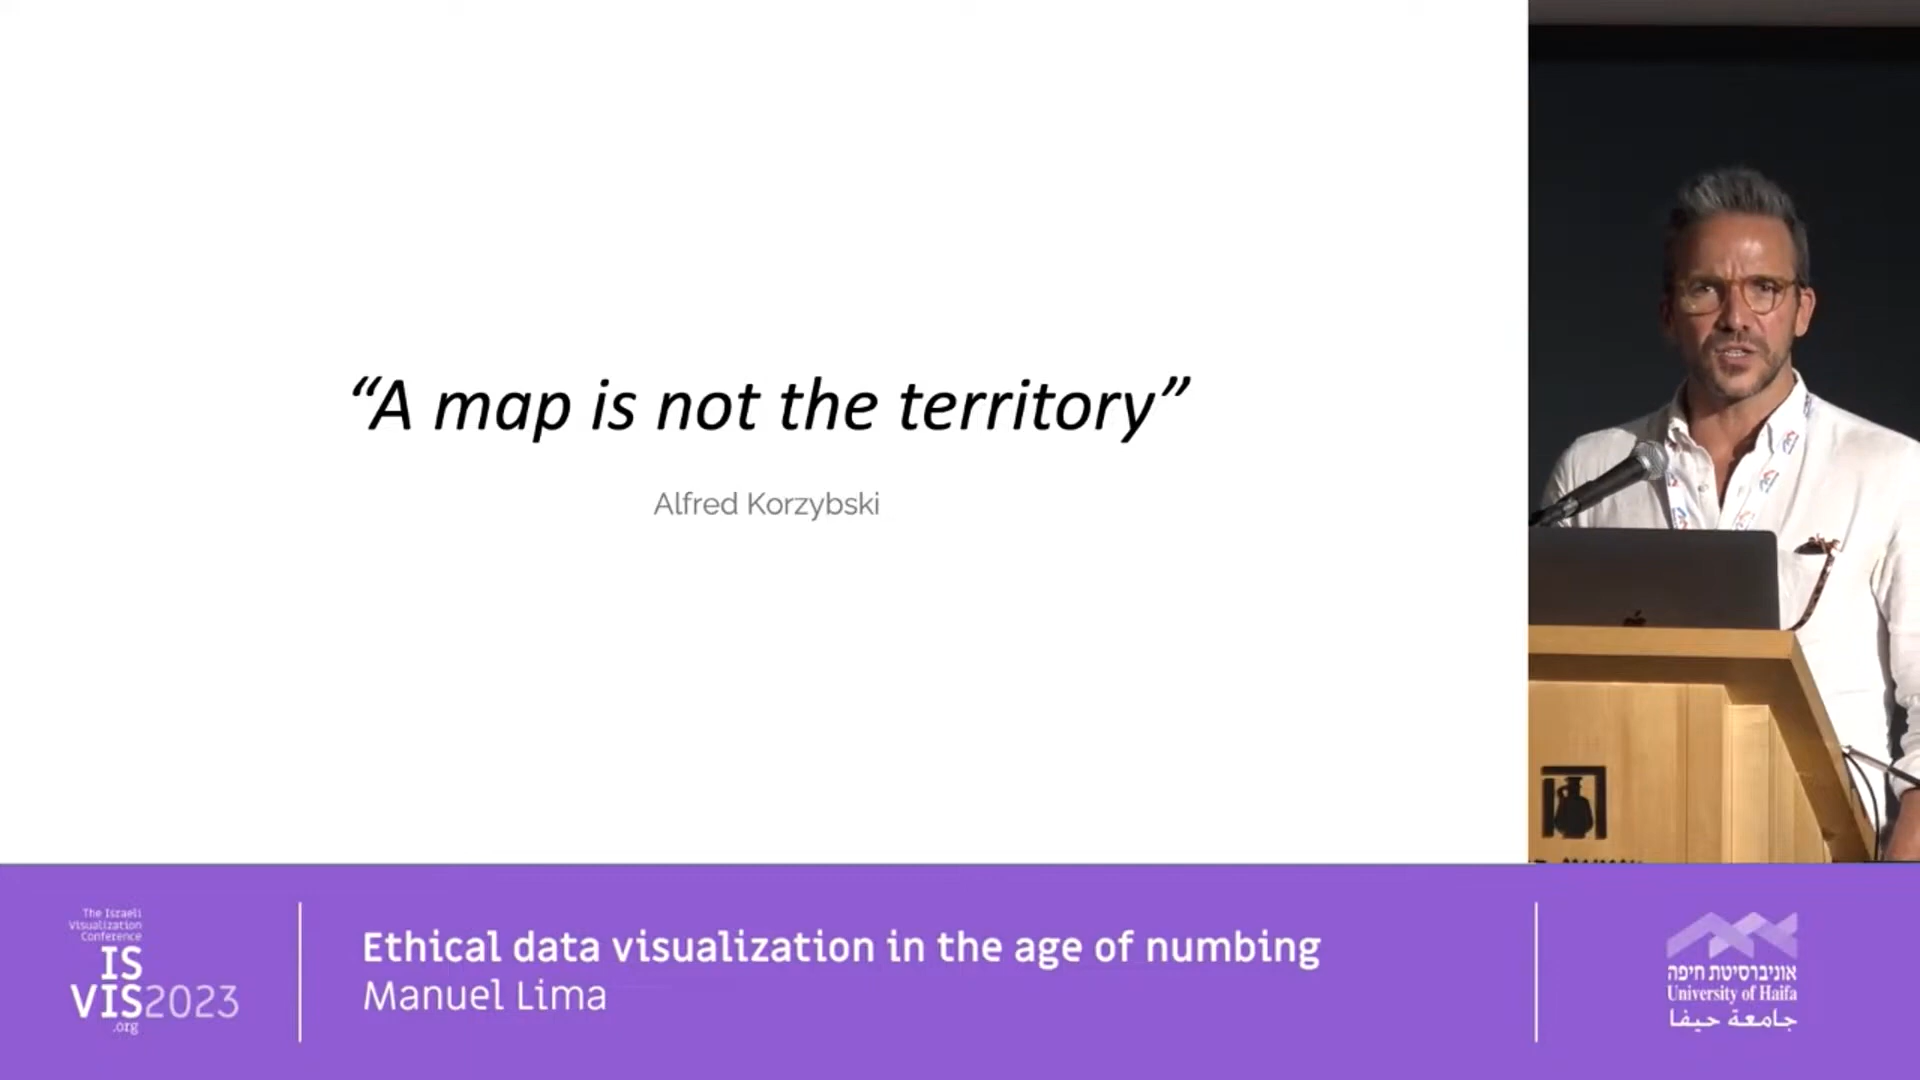 “A map is not the territory”
Alfred Korzybski
The Israeli
Visualization
Conference
IS
VIS2023
.org
Ethical data visualization in the age of numbing
Manuel Lima
אוניברסיטת חיפה
University of Haifa
جامعة حيفا